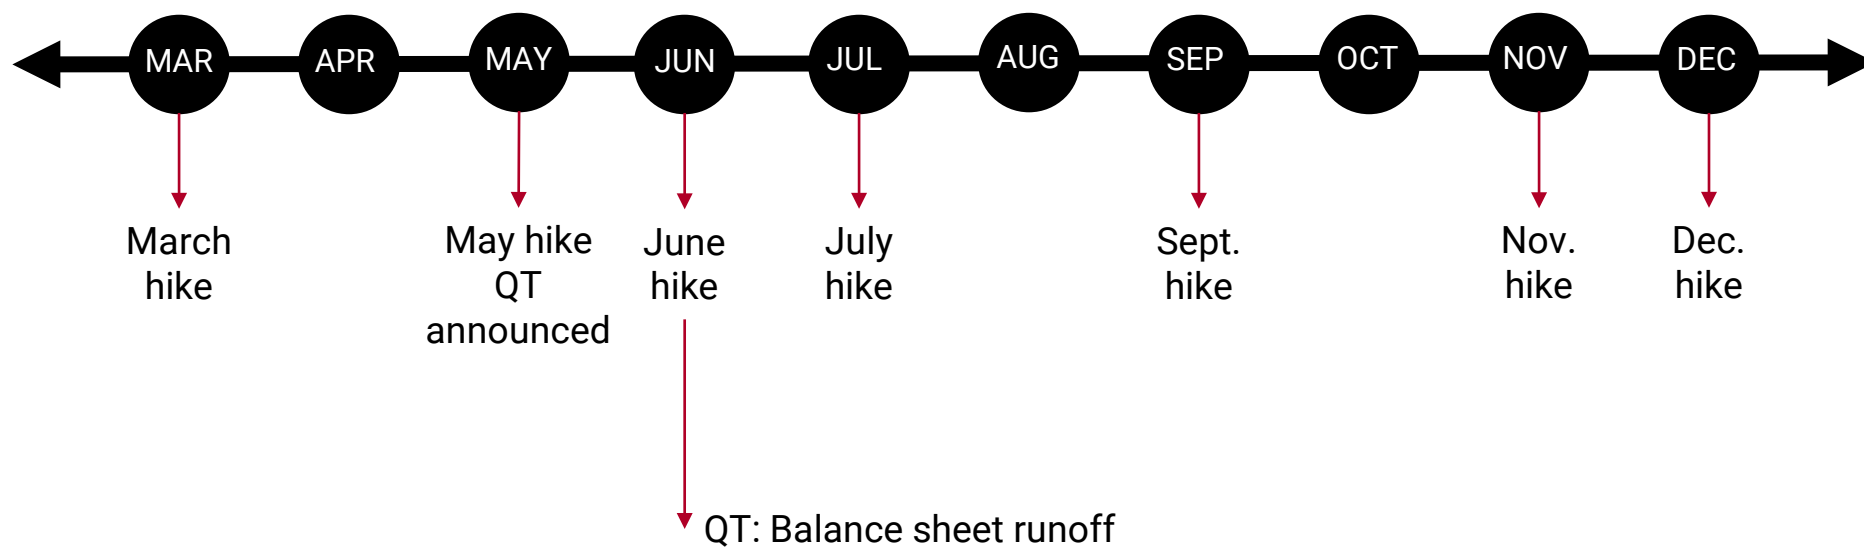 MAR APR MAY JUN JUL AUG SEP OCT NOV DEC
March
hike
May hike
QT
announced
June
hike
July
hike
Sept.
hike
Nov.
hike
Dec.
hike
QT: Balance sheet runoff